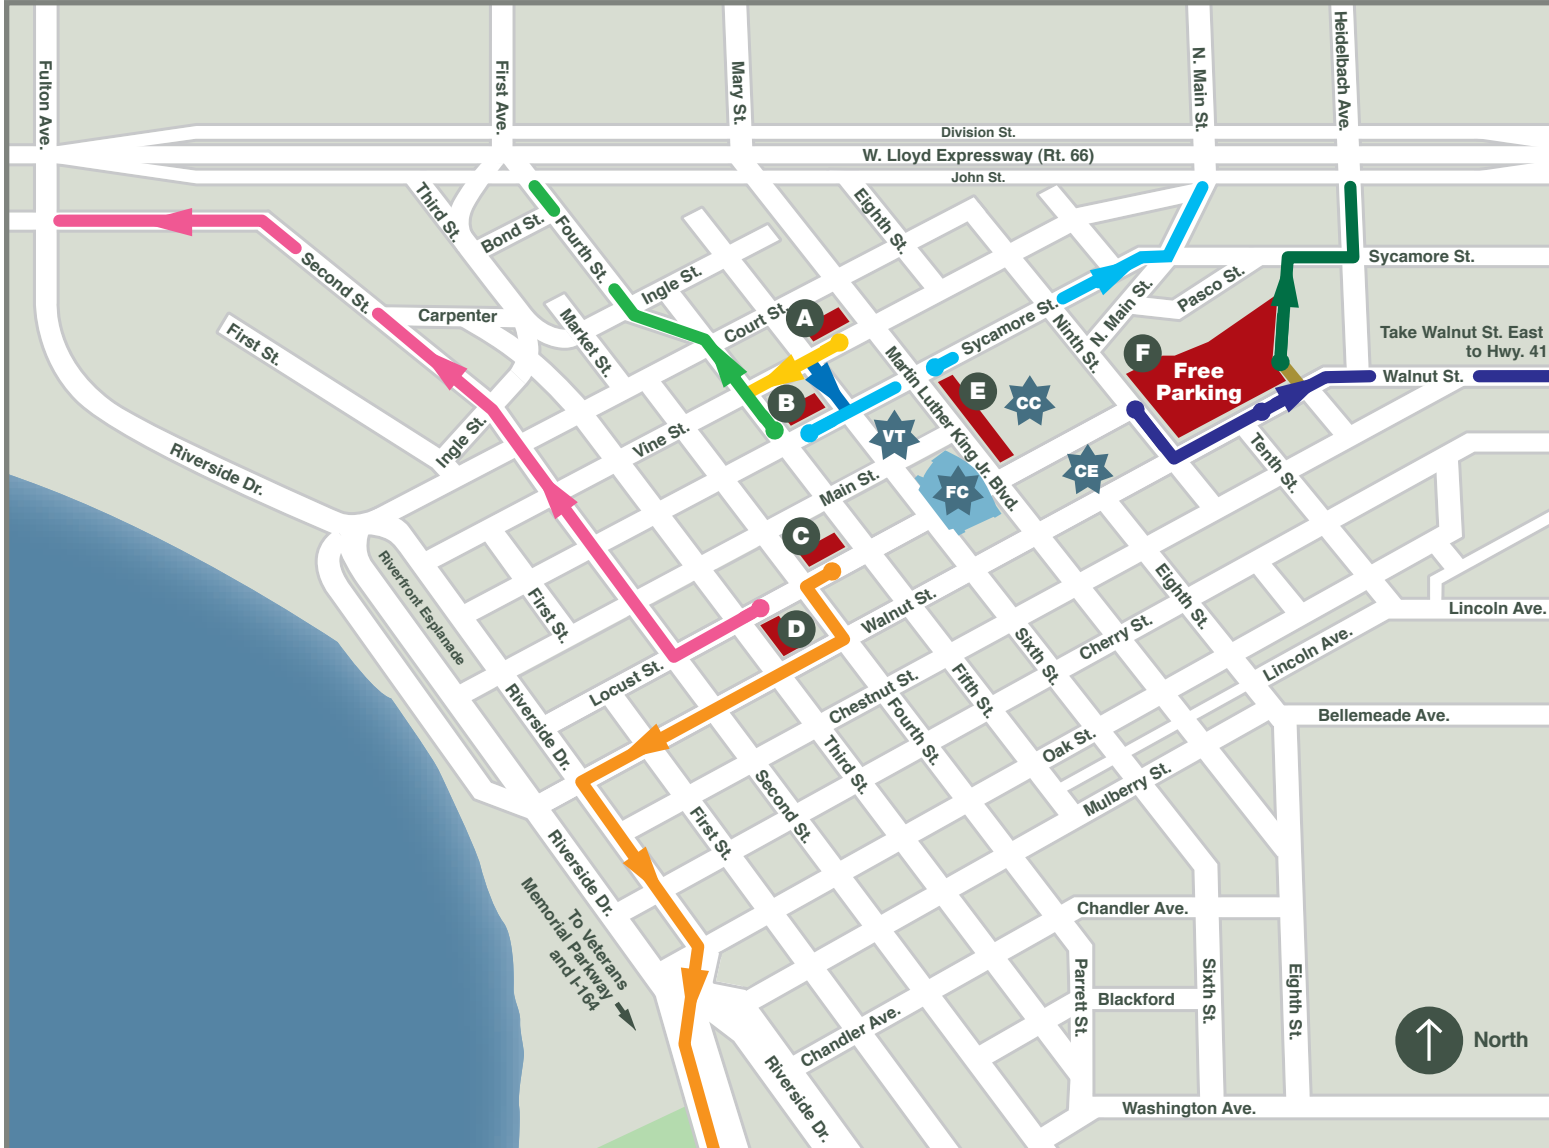 Fulton Ave.
First Ave.
Mary St.
N. Main St.
Heidelbach Ave.
Division St.
W. Lloyd Expressway (Rt. 66)
John St.
Third St.
Bond St.
Fourth St.
Eighth St.
Second St.
Ingle St.
Sycamore St.
Pasco St.
Carpenter
Market St.
Court St.
A
Sycamore St.
Ninth St.
N. Main St.
First St.
Take Walnut St. East
to Hwy. 41
F
Free
Parking
Walnut St.
Martin Luther King Jr. Blvd.
E
CC
B
VT
Ingle St.
Vine St.
Riverside Dr.
Main St.
FC
CE
Tenth St.
C
Riverfront Esplanade
First St.
Walnut St.
Eighth St.
Lincoln Ave.
D
Sixth St.
Cherry St.
Lincoln Ave.
Locust St.
Riverside Dr.
Chestnut St.
Fifth St.
Fourth St.
Bellemeade Ave.
Third St.
Oak St.
Second St.
Mulberry St.
First St.
Riverside Dr.
To Veterans
Memorial Parkway
and I-164
Chandler Ave.
Parrett St.
Blackford
Sixth St.
Eighth St.
Chandler Ave.
North
Riverside Dr.
Washington Ave.